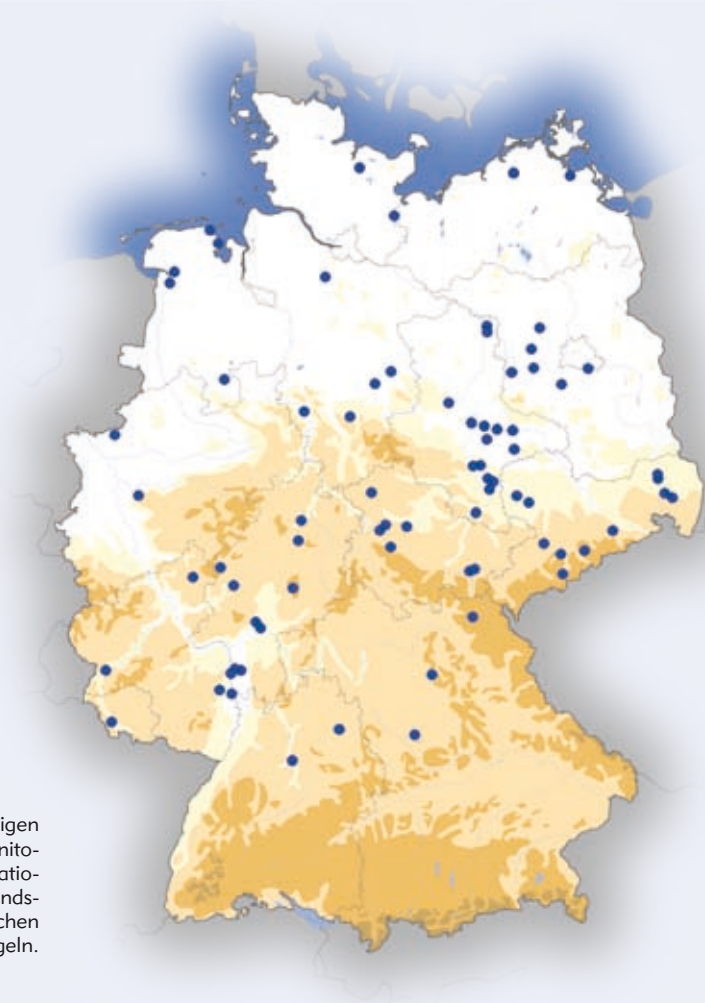 igen
nito-
atio-
nds-
chen
geln.